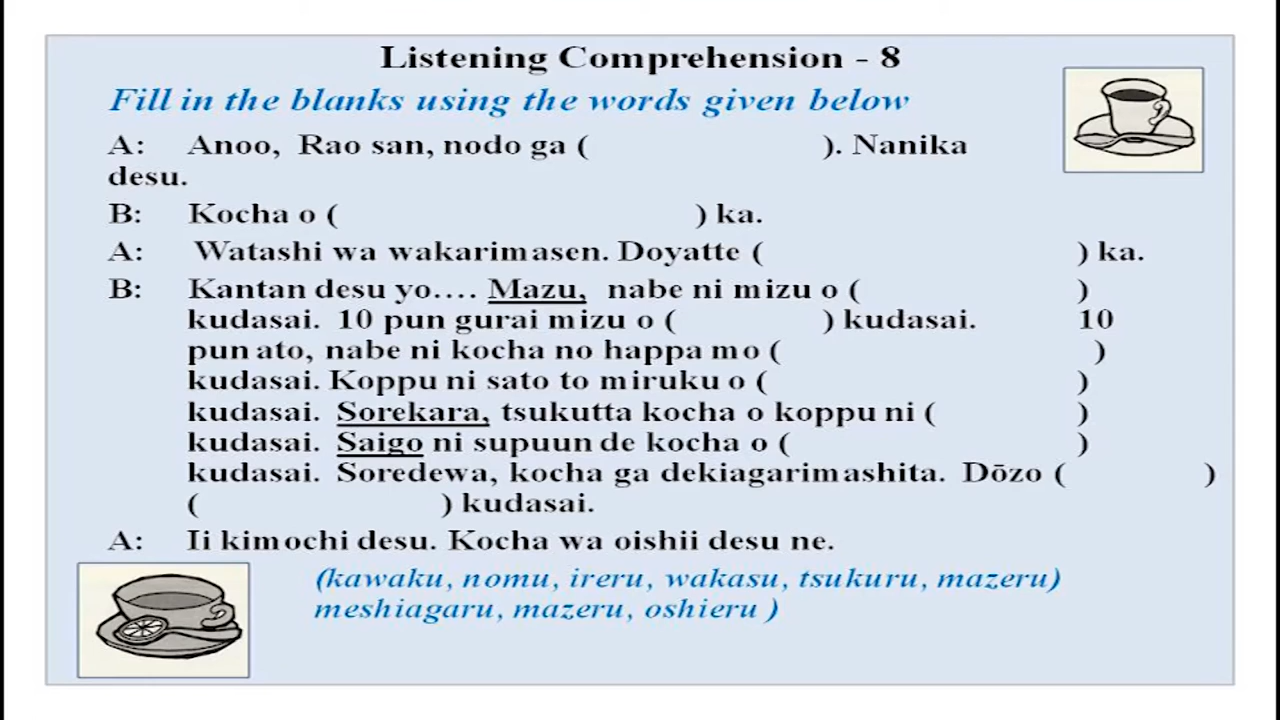 Listening Comprehension - 8
Fill in the blanks using the words given below
A: Anoo, Rao san, nodo ga ( ). Nanika
desu.
B: Kocha o ( ) ka.
A: Watashi wa wakarimasen. Doyatte ( ) ka.
B: Kantan desu yo.... Mazu, nabe ni mizu o ( )
kudasai. 10 pun gurai mizu o ( ) kudasai. 10
pun ato, nabe ni kocha no happa mo ( )
kudasai. Koppu ni sato to miruku o ( )
kudasai. Sorekara, tsukutta kocha o koppu ni ( )
kudasai. Saigo ni supuun de kocha o ( )
kudasai. Soredewa, kocha ga dekiagarimashita. Dōzo ( )
( ) kudasai.
A: Ii kimochi desu. Kocha wa oishii desu ne.
(kawaku, nomu, ireru, wakasu, tsukuru, mazeru)
meshiagaru, mazeru, oshieru )